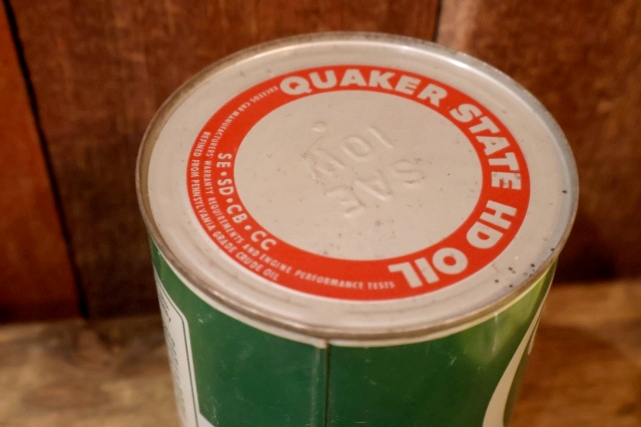 QUAKER STATE HD OIL
EXCEEDS CAR MANUFACTURERS WARRANTY REQUIREMENTS AND ENGINE PERFORMANCE TESTS
SE • SD • CB • CC
REFINED FROM PENNSYLVANIA GRADE CRUDE OIL
SAE
10W